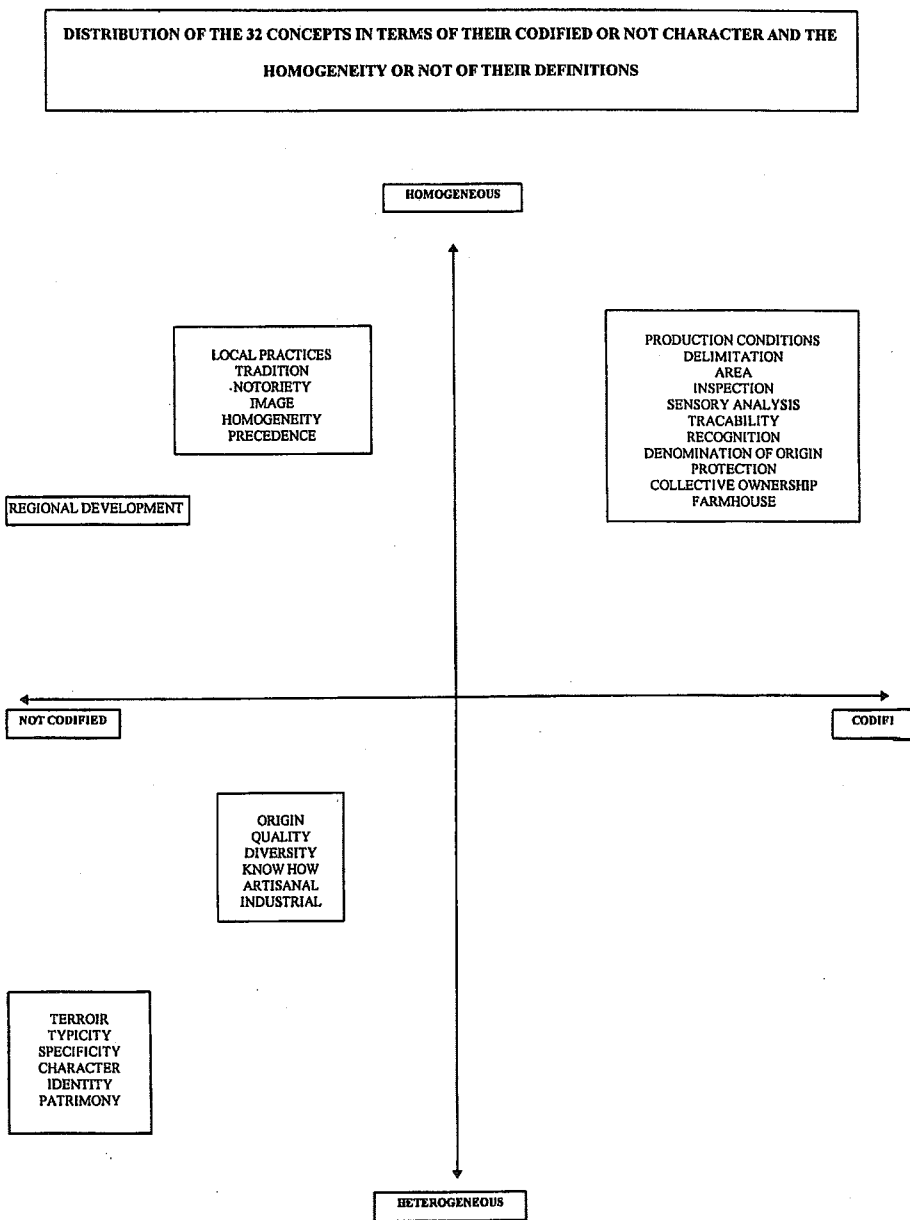 DISTRIBUTION OF THE 32 CONCEPTS IN TERMS OF THEIR CODIFIED OR NOT CHARACTER AND THE
HOMOGENEITY OR NOT OF THEIR DEFINITIONS
HOMOGENEOUS
LOCAL PRACTICES
TRADITION
NOTORIETY
IMAGE
HOMOGENEITY
PRECEDENCE
PRODUCTION CONDITIONS
DELIMITATION
AREA
INSPECTION
SENSORY ANALYSIS
TRACABILITY
RECOGNITION
DENOMINATION OF ORIGIN
PROTECTION
COLLECTIVE OWNERSHIP
FARMHOUSE
REGIONAL DEVELOPMENT
NOT CODIFIED
CODIFI
ORIGIN
QUALITY
DIVERSITY
KNOW HOW
ARTISANAL
INDUSTRIAL
TERROIR
TYPICITY
SPECIFICITY
CHARACTER
IDENTITY
PATRIMONY
HETEROGENEOUS